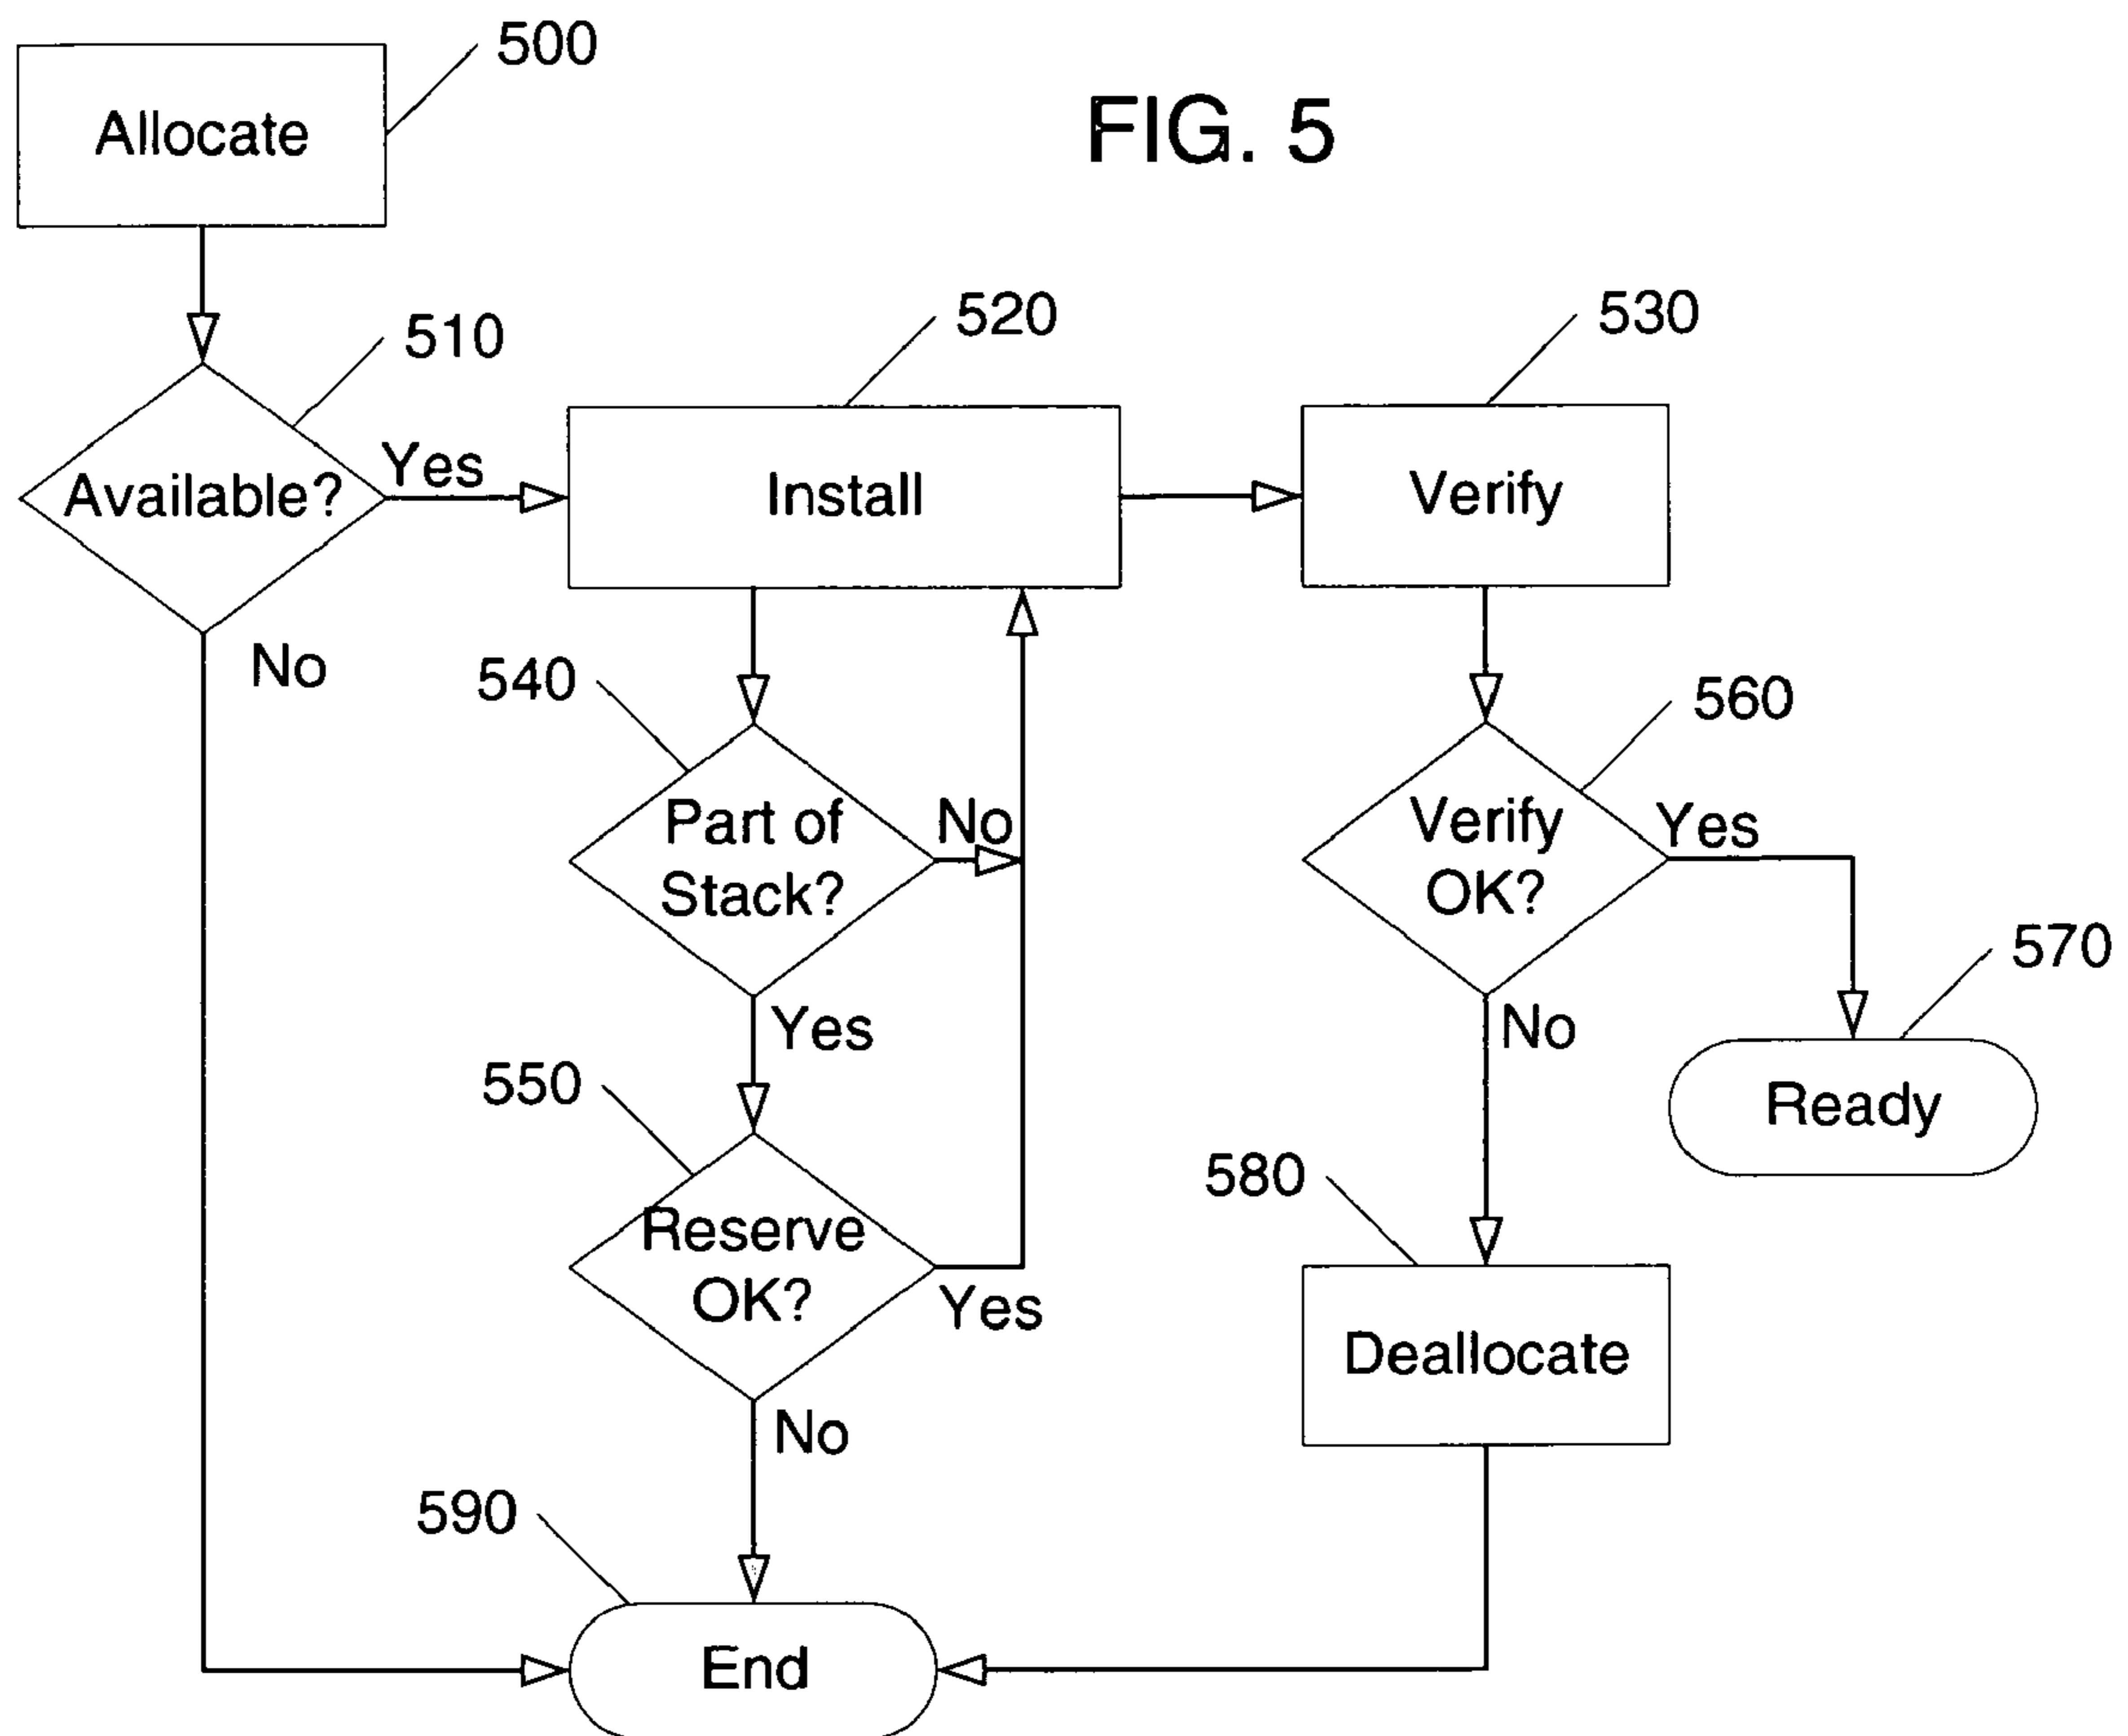 500
Allocate
FIG. 5
510
Available?
Yes
No
520
Install
530
Verify
540
Part of
Stack?
No
Yes
550
Reserve
OK?
Yes
No
560
Verify
OK?
Yes
No
570
Ready
580
Deallocate
590
End